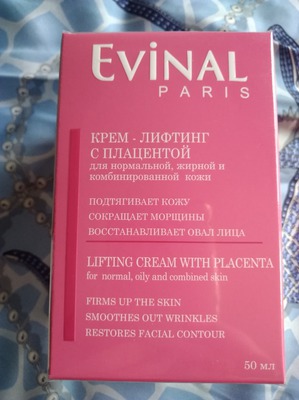 EViNAL
PARIS
КРЕМ - ЛИФТИНГ
С ПЛАЦЕНТОЙ
для нормальной, жирной и
комбинированной кожи
ПОДТЯГИВАЕТ КОЖУ
СОКРАЩАЕТ МОРЩИНЫ
ВОССТАНАВЛИВАЕТ ОВАЛ ЛИЦА
LIFTING CREAM WITH PLACENTA
for normal, oily and combined skin
FIRMS UP THE SKIN
SMOOTHES OUT WRINKLES
RESTORES FACIAL CONTOUR
50 мл